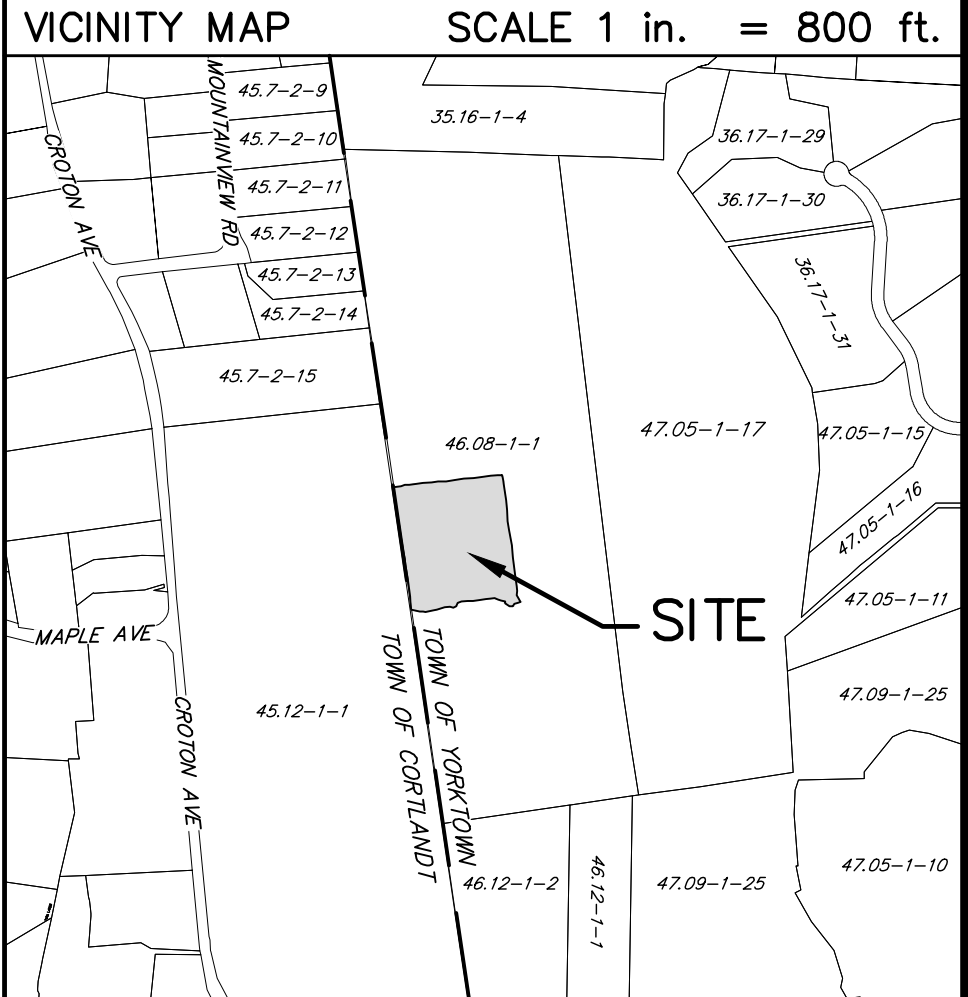 VICINITY MAP SCALE 1 in. = 800 ft.
MOUNTAINVIEW RD
45.7-2-9
35.16-1-4
45.7-2-10
36.17-1-29
CROTON AVE
45.7-2-11
36.17-1-30
45.7-2-12
45.7-2-13
36.17-1-31
45.7-2-14
45.7-2-15
46.08-1-1
47.05-1-17
47.05-1-15
47.05-1-16
47.05-1-11
SITE
MAPLE AVE
TOWN OF YORKTOWN
TOWN OF CORTLANDT
47.09-1-25
45.12-1-1
CROTON AVE
46.12-1-2
46.12-1-1
47.09-1-25
47.05-1-10